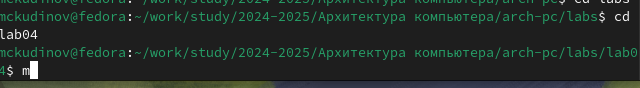 mckudinov@fedora:~/work/study/2024-2025/Архитектура компьютера/arch-pc$ cd labs
mckudinov@fedora:~/work/study/2024-2025/Архитектура компьютера/arch-pc/labs$ cd
lab04
mckudinov@fedora:~/work/study/2024-2025/Архитектура компьютера/arch-pc/labs/lab0
4$ m